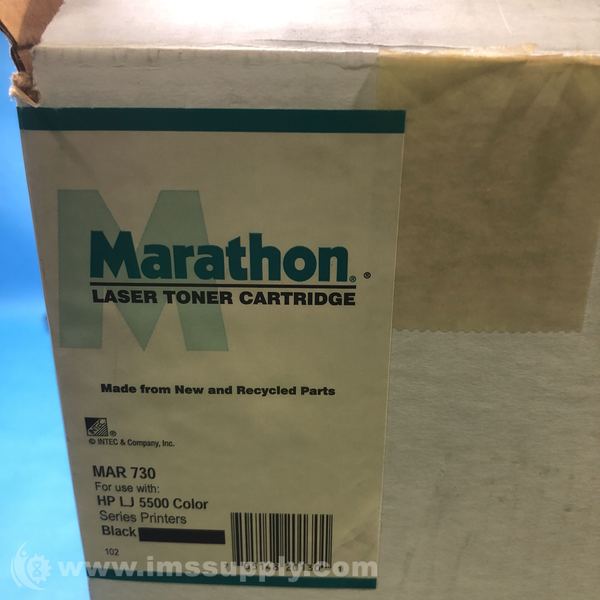 M
Marathon®
LASER TONER CARTRIDGE
Made from New and Recycled Parts
© INTEC & Company, Inc.
MAR 730
For use with:
HP LJ 5500 Color
Series Printers
Black
102
www.imssupply.com